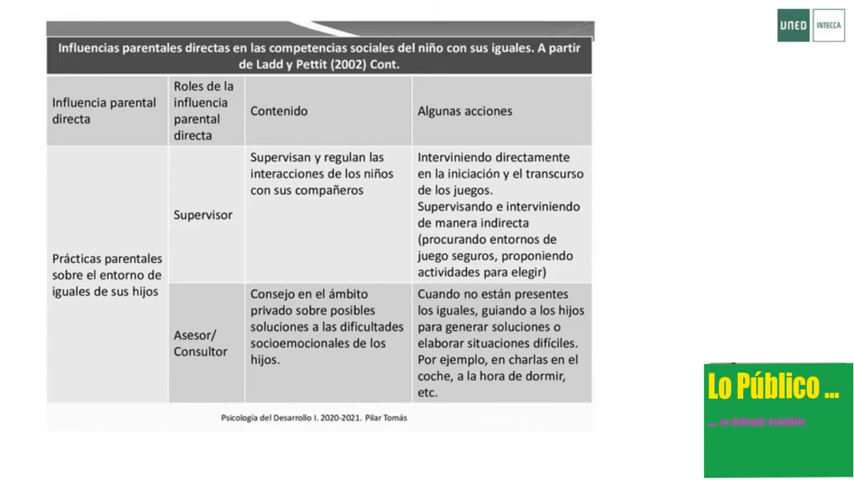 UNED
INTECCA
Influencias parentales directas en las competencias sociales del niño con sus iguales. A partir
de Ladd y Pettit (2002) Cont.
Influencia parental
directa
Roles de la
influencia
parental
directa
Contenido
Algunas acciones
Prácticas parentales
sobre el entorno de
iguales de sus hijos
Supervisor
Supervisan y regulan las
interacciones de los niños
con sus compañeros
Interviniendo directamente
en la iniciación y el transcurso
de los juegos.
Supervisando e interviniendo
de manera indirecta
(procurando entornos de
juego seguros, proponiendo
actividades para elegir)
Asesor/
Consultor
Consejo en el ámbito
privado sobre posibles
soluciones a las dificultades
socioemocionales de los
hijos.
Cuando no están presentes
los iguales, guiando a los hijos
para generar soluciones o
elaborar situaciones difíciles.
Por ejemplo, en charlas en el
coche, a la hora de dormir,
etc.
Psicología del Desarrollo I. 2020-2021. Pilar Tomás
Lo Público ...